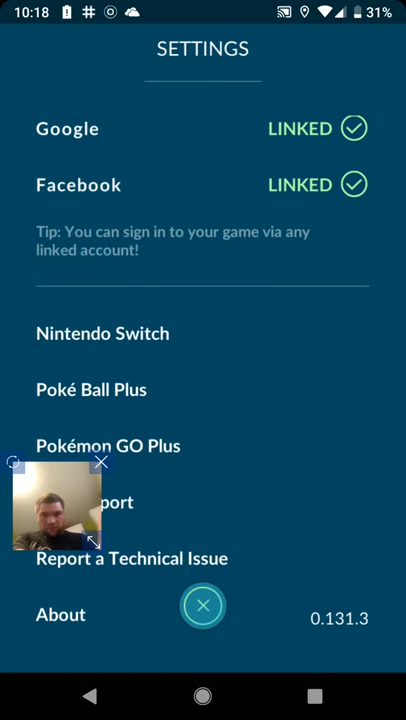 10:18
31%
SETTINGS
Google LINKED
Facebook LINKED
Tip: You can sign in to your game via any
linked account!
Nintendo Switch
Poké Ball Plus
Pokémon GO Plus
port
Report a Technical Issue
About 0.131.3